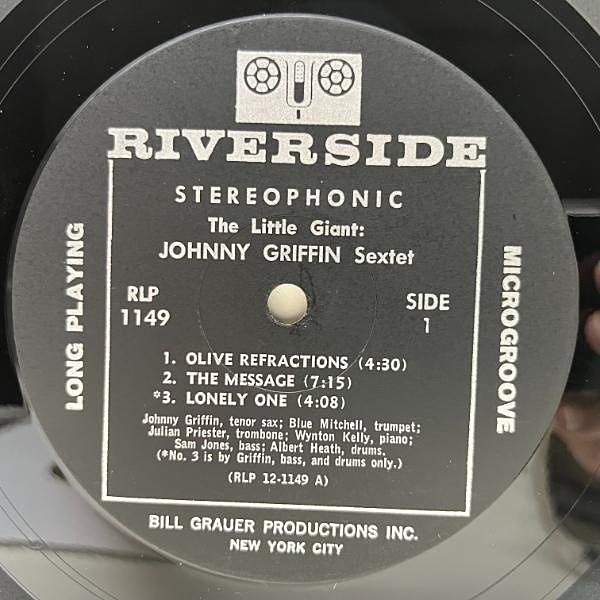 RIVERSIDE
STEREOPHONIC
The Little Giant:
JOHNNY GRIFFIN Sextet
RLP
1149
SIDE
1
LONG PLAYING
MICROGROOVE
1. OLIVE REFRACTIONS (4:30)
2. THE MESSAGE (7:15)
*3. LONELY ONE (4:08)
Johnny Griffin, tenor sax; Blue Mitchell, trumpet;
Julian Priester, trombone; Wynton Kelly, piano;
Sam Jones, bass; Albert Heath, drums.
(*No. 3 is by Griffin, bass, and drums only.)
(RLP 12-1149 A)
BILL GRAUER PRODUCTIONS INC.
NEW YORK CITY